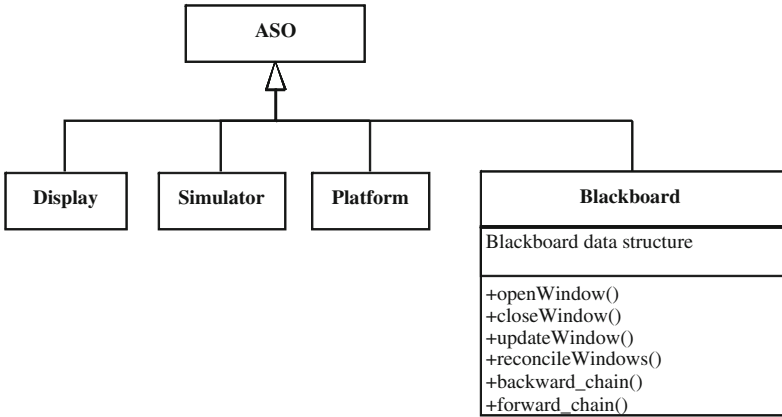 ASO
Display
Simulator
Platform
Blackboard
Blackboard data structure
+openWindow()
+closeWindow()
+updateWindow()
+reconcileWindows()
+backward_chain()
+forward_chain()